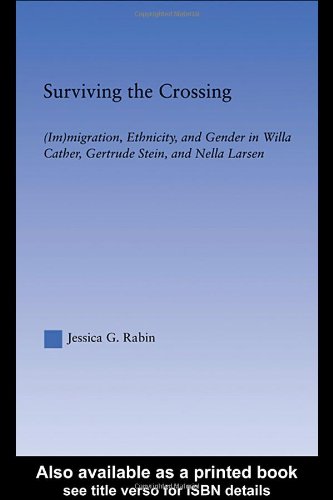 Surviving the Crossing
(Im)migration, Ethnicity, and Gender in Willa
Cather, Gertrude Stein, and Nella Larsen
Jessica G. Rabin
Also available as a printed book
see title verso for ISBN details